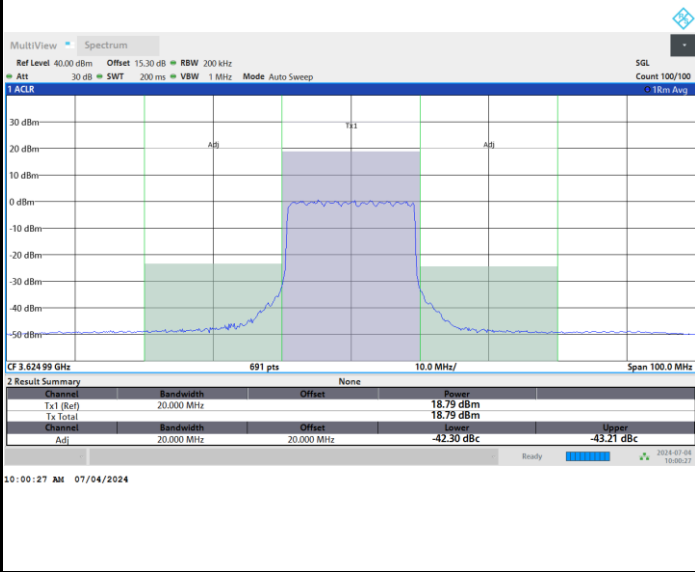 MultiView Spectrum
Ref Level 40.00 dBm Offset 15.30 dB RBW 200 kHz SGL
Att 30 dB SWT 200 ms VBW 1 MHz Mode Auto Sweep Count 100/100
1 ACLR 1Rm Avg
30 dBm
Tx1
20 dBm
Adj Adj
10 dBm
0 dBm
-10 dBm
-20 dBm
-30 dBm
-40 dBm
-50 dBm
CF 3.624 99 GHz 691 pts 10.0 MHz/ Span 100.0 MHz
2 Result Summary None
Channel Bandwidth Offset Power
Tx1 (Ref) 20.000 MHz 18.79 dBm
Tx Total 18.79 dBm
Channel Bandwidth Offset Lower Upper
Adj 20.000 MHz 20.000 MHz -42.30 dBc -43.21 dBc
Ready 2024-07-08
10:00:27
10:00:27 AM 07/04/2024